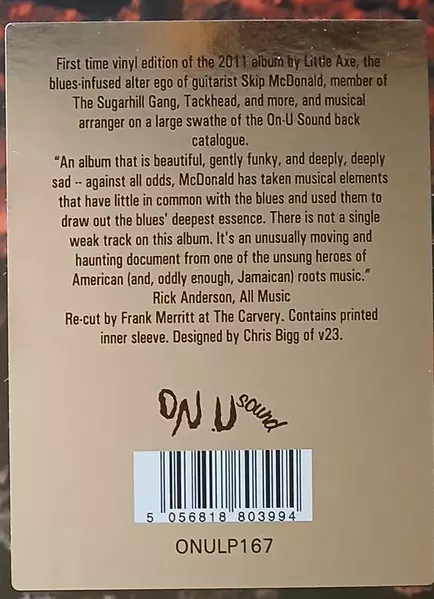 First time vinyl edition of the 2011 album by Little Axe, the
blues-infused alter ego of guitarist Skip McDonald, member of
The Sugarhill Gang, Tackhead, and more, and musical
arranger on a large swathe of the On-U Sound back
catalogue.
“An album that is beautiful, gently funky, and deeply, deeply
sad -- against all odds, McDonald has taken musical elements
that have little in common with the blues and used them to
draw out the blues' deepest essence. There is not a single
weak track on this album. It's an unusually moving and
haunting document from one of the unsung heroes of
American (and, oddly enough, Jamaican) roots music.”
Rick Anderson, All Music
Re-cut by Frank Merritt at The Carvery. Contains printed
inner sleeve. Designed by Chris Bigg of v23.
ON.U sound
5 056818 803994
ONULP167